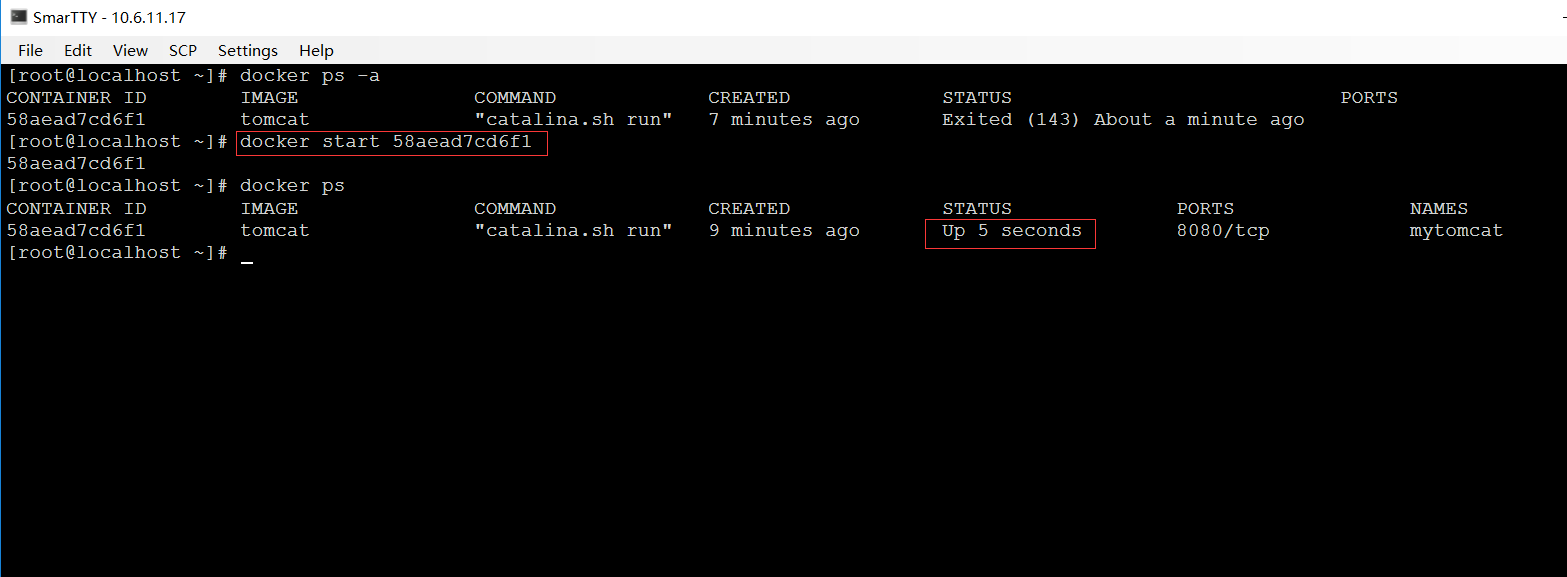 SmarTTY - 10.6.11.17
File Edit View SCP Settings Help
[root@localhost ~]# docker ps -a
CONTAINER ID IMAGE COMMAND CREATED STATUS PORTS
58aead7cd6f1 tomcat "catalina.sh run" 7 minutes ago Exited (143) About a minute ago
[root@localhost ~]# docker start 58aead7cd6f1
58aead7cd6f1
[root@localhost ~]# docker ps
CONTAINER ID IMAGE COMMAND CREATED STATUS PORTS NAMES
58aead7cd6f1 tomcat "catalina.sh run" 9 minutes ago Up 5 seconds 8080/tcp mytomcat
[root@localhost ~]# _